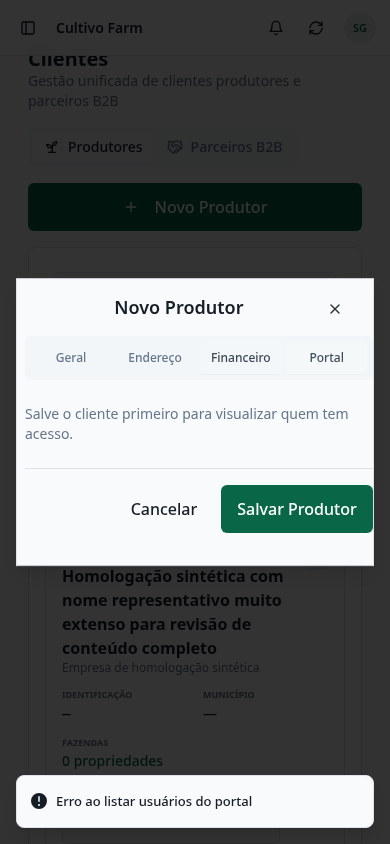 Cultivo Farm
SG
Clientes
Gestão unificada de clientes produtores e
parceiros B2B
Produtores
Parceiros B2B
+ Novo Produtor
Novo Produtor
Geral
Endereço
Financeiro
Portal
Salve o cliente primeiro para visualizar quem tem
acesso.
Cancelar
Salvar Produtor
Homologação sintética com
nome representativo muito
extenso para revisão de
conteúdo completo
Empresa de homologação sintética
IDENTIFICAÇÃO
MUNICÍPIO
–
—
FAZENDAS
0 propriedades
Erro ao listar usuários do portal